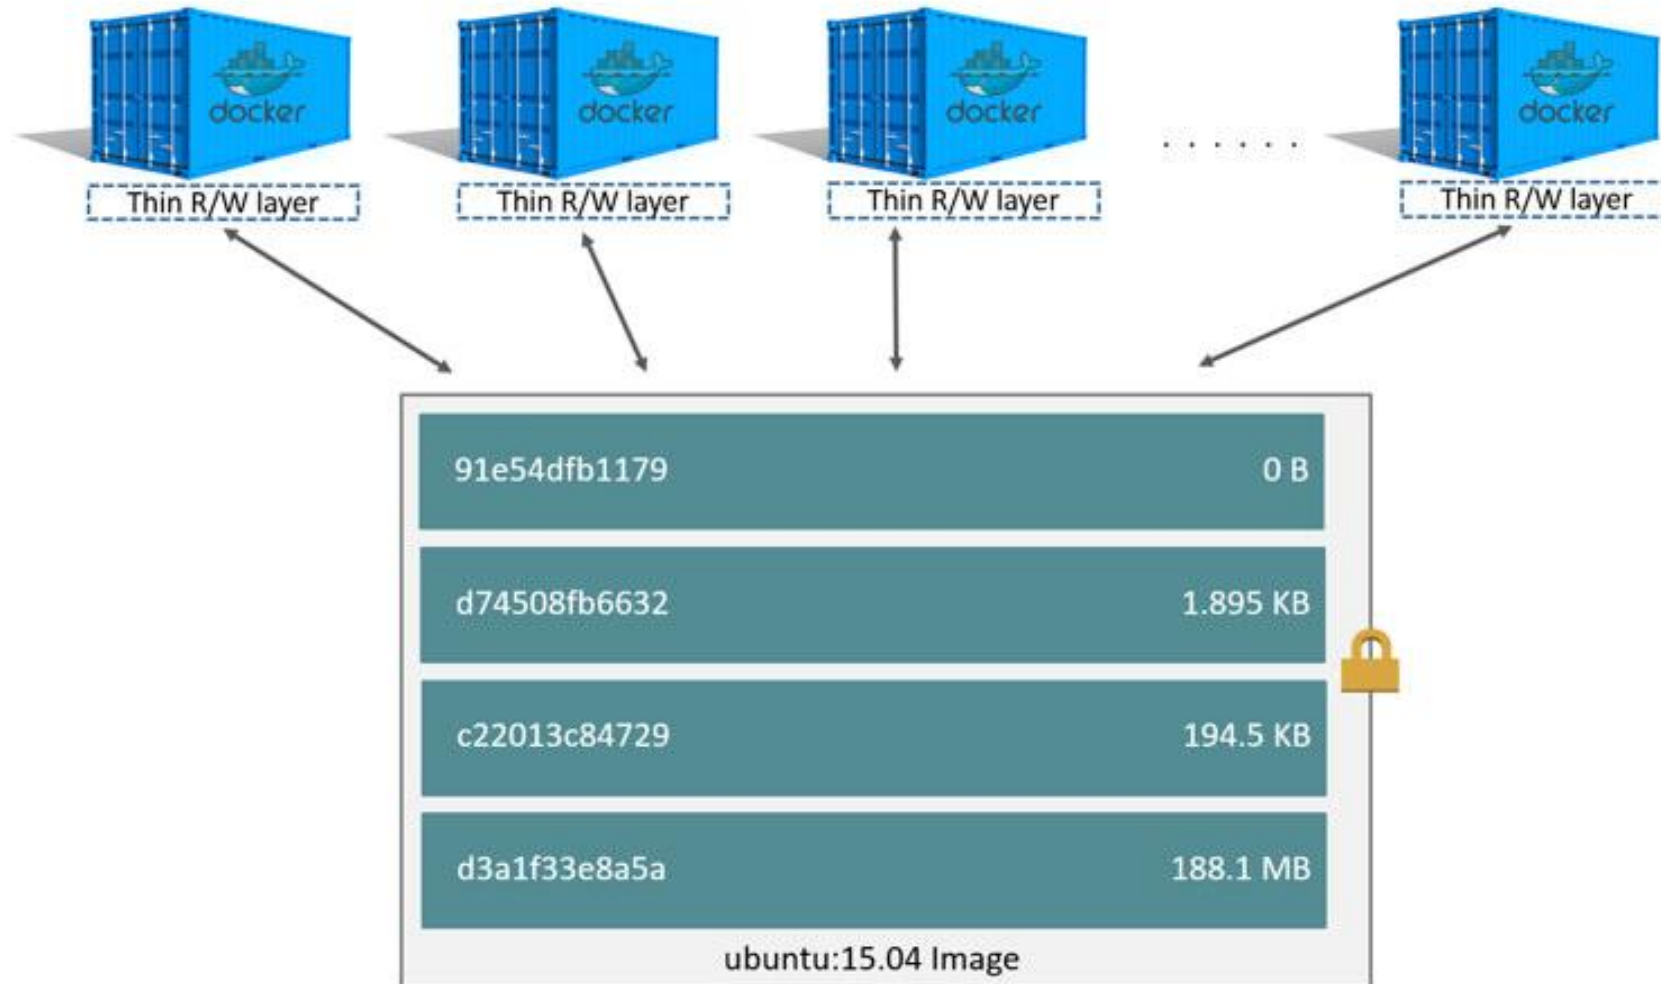 docker docker docker docker
Thin R/W layer Thin R/W layer Thin R/W layer Thin R/W layer
. . . . . .
91e54dfb1179 0 B
d74508fb6632 1.895 KB
c22013c84729 194.5 KB
d3a1f33e8a5a 188.1 MB
ubuntu:15.04 Image